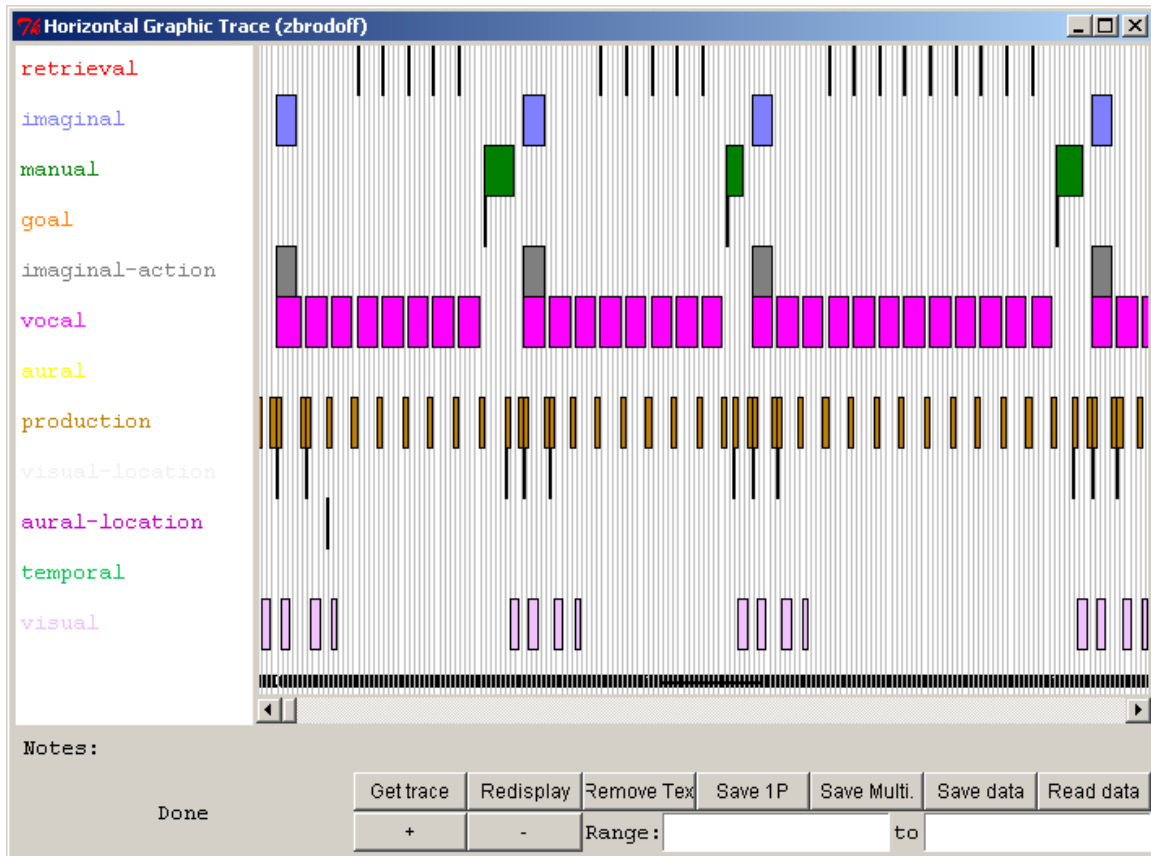 Horizontal Graphic Trace (zbrodoff)
retrieval
imaginal
manual
goal
imaginal-action
vocal
aural
production
visual-location
aural-location
temporal
visual
Notes:
Done
Get trace Redisplay Remove Tex Save 1P Save Multi. Save data Read data
+ - Range: to